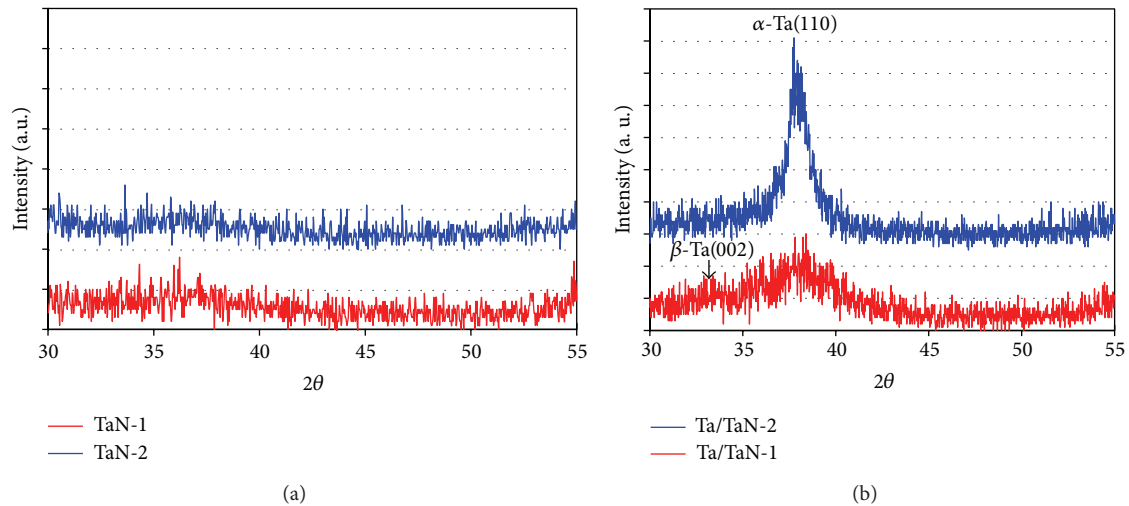 Intensity (a.u.)
30 35 40 45 50 55
2θ
TaN-1
TaN-2
(a)
α-Ta(110)
β-Ta(002)
Intensity (a. u.)
30 35 40 45 50 55
2θ
Ta/TaN-2
Ta/TaN-1
(b)